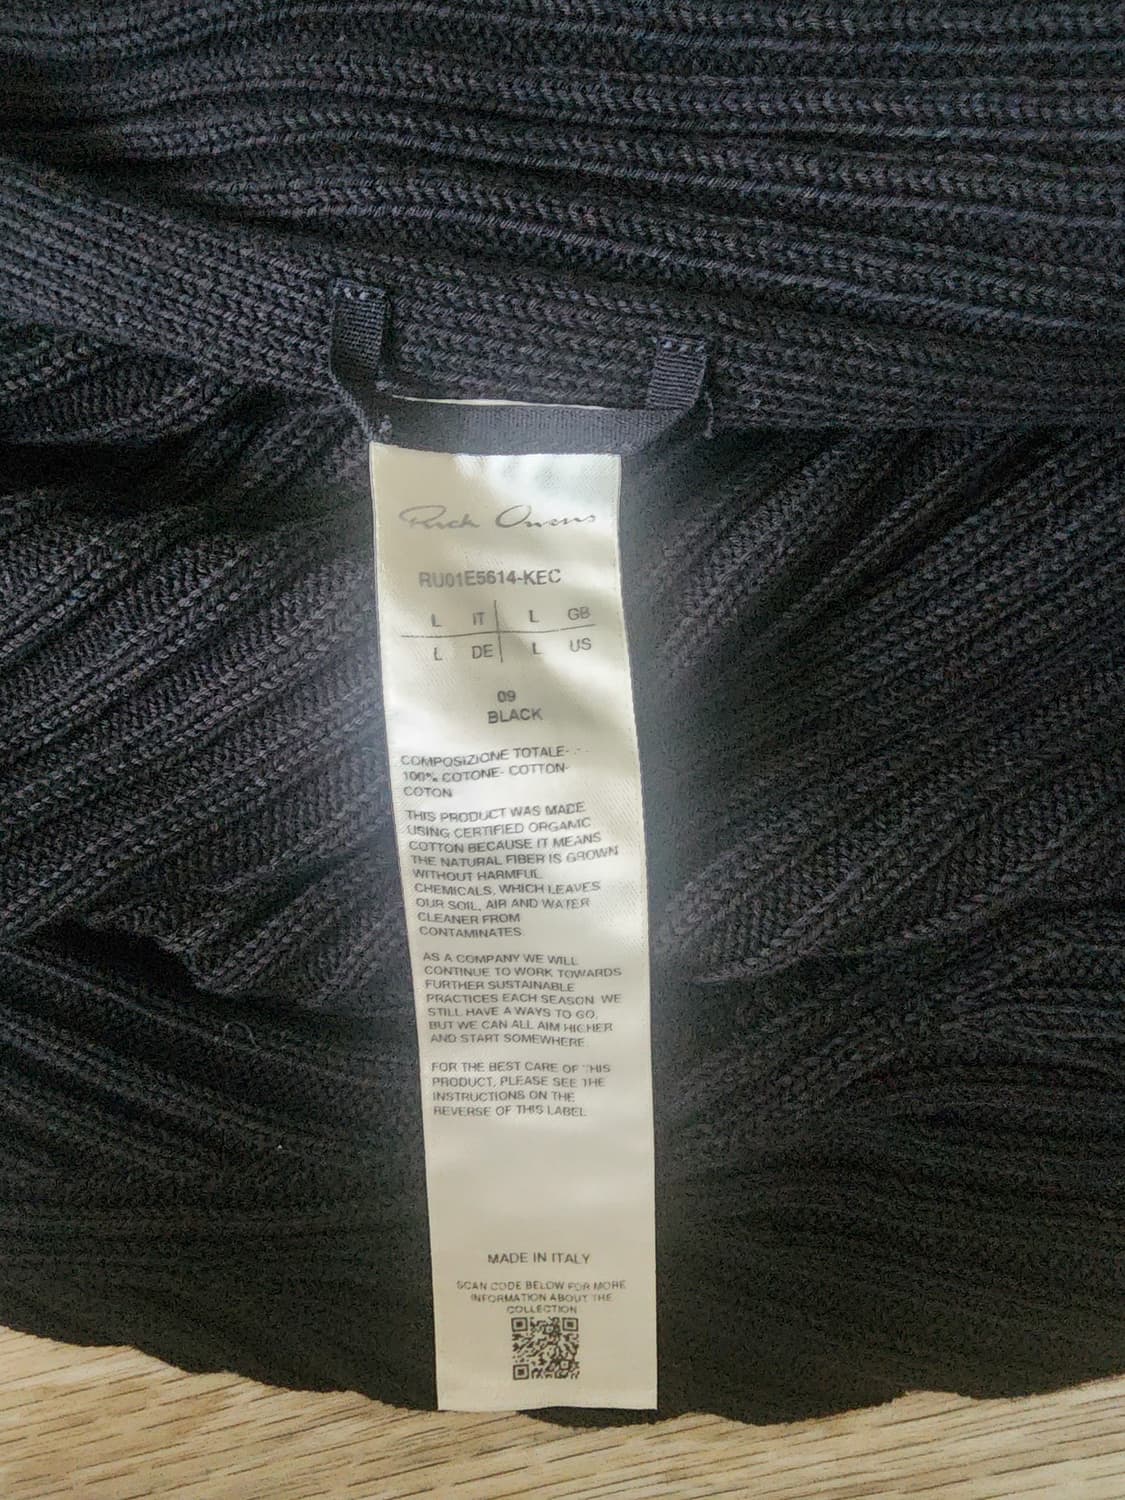 Rick Owens
RU01E5614-KEC
L IT L GB
L DE L US
09
BLACK
COMPOSIZIONE TOTALE-
100% COTONE- COTTON-
COTON
THIS PRODUCT WAS MADE
USING CERTIFIED ORGANIC
COTTON BECAUSE IT MEANS
THE NATURAL FIBER IS GROWN
WITHOUT HARMFUL
CHEMICALS, WHICH LEAVES
OUR SOIL, AIR AND WATER
CLEANER FROM
CONTAMINATES.
AS A COMPANY WE WILL
CONTINUE TO WORK TOWARDS
FURTHER SUSTAINABLE
PRACTICES EACH SEASON. WE
STILL HAVE A WAYS TO GO,
BUT WE CAN ALL AIM HIGHER
AND START SOMEWHERE.
FOR THE BEST CARE OF THIS
PRODUCT, PLEASE SEE THE
INSTRUCTIONS ON THE
REVERSE OF THIS LABEL.
MADE IN ITALY
SCAN CODE BELOW FOR MORE
INFORMATION ABOUT THE
COLLECTION